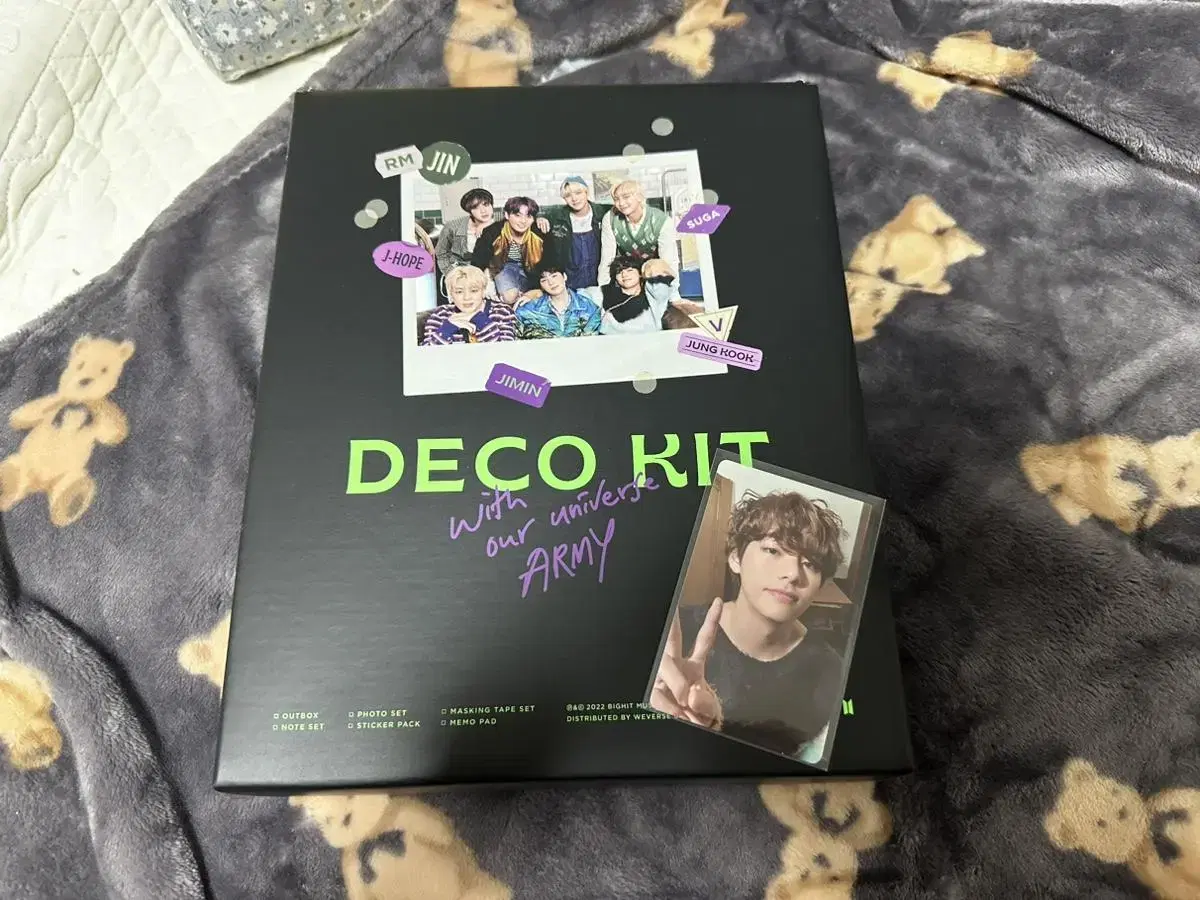 RM
JIN
SUGA
J-HOPE
V
JUNG KOOK
JIMIN
DECO KIT
with
our universe
ARMY
OUTBOX
PHOTO SET
MASKING TAPE SET
NOTE SET
STICKER PACK
MEMO PAD
℗&© 2022 BIGHIT
DISTRIBUTED BY WEVERSE